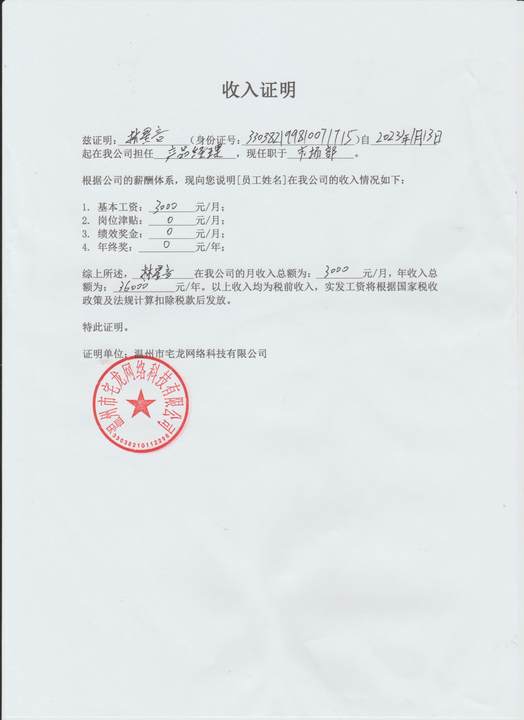 收入证明
兹证明：林星言（身份证号：330382199810071715）自 2023年1月13日
起在我公司担任 产品经理 ，现任职于 市场部 。
根据公司的薪酬体系，现向您说明[员工姓名]在我公司的收入情况如下：
1. 基本工资： 3000 元/月；
2. 岗位津贴： 0 元/月；
3. 绩效奖金： 0 元/月；
4. 年终奖： 0 元/年；
综上所述， 在我公司的月收入总额为： 3000 元/月，年收入总
额为： 36000 元/年。以上收入均为税前收入，实发工资将根据国家税收
政策及法规计算扣除税款后发放。
特此证明。
证明单位：温州市宅龙网络科技有限公司
温州市宅龙网络科技有限公司